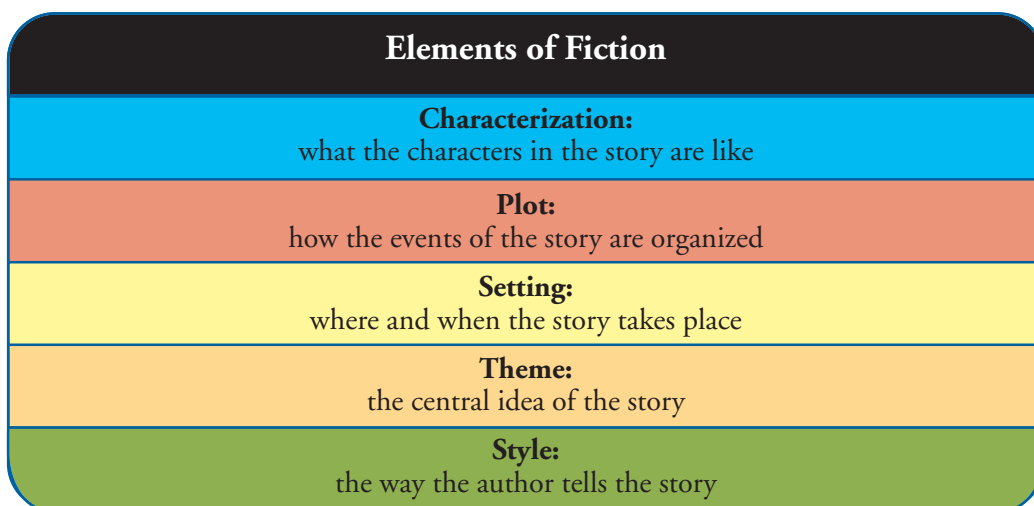 Elements of Fiction
Characterization:
what the characters in the story are like
Plot:
how the events of the story are organized
Setting:
where and when the story takes place
Theme:
the central idea of the story
Style:
the way the author tells the story